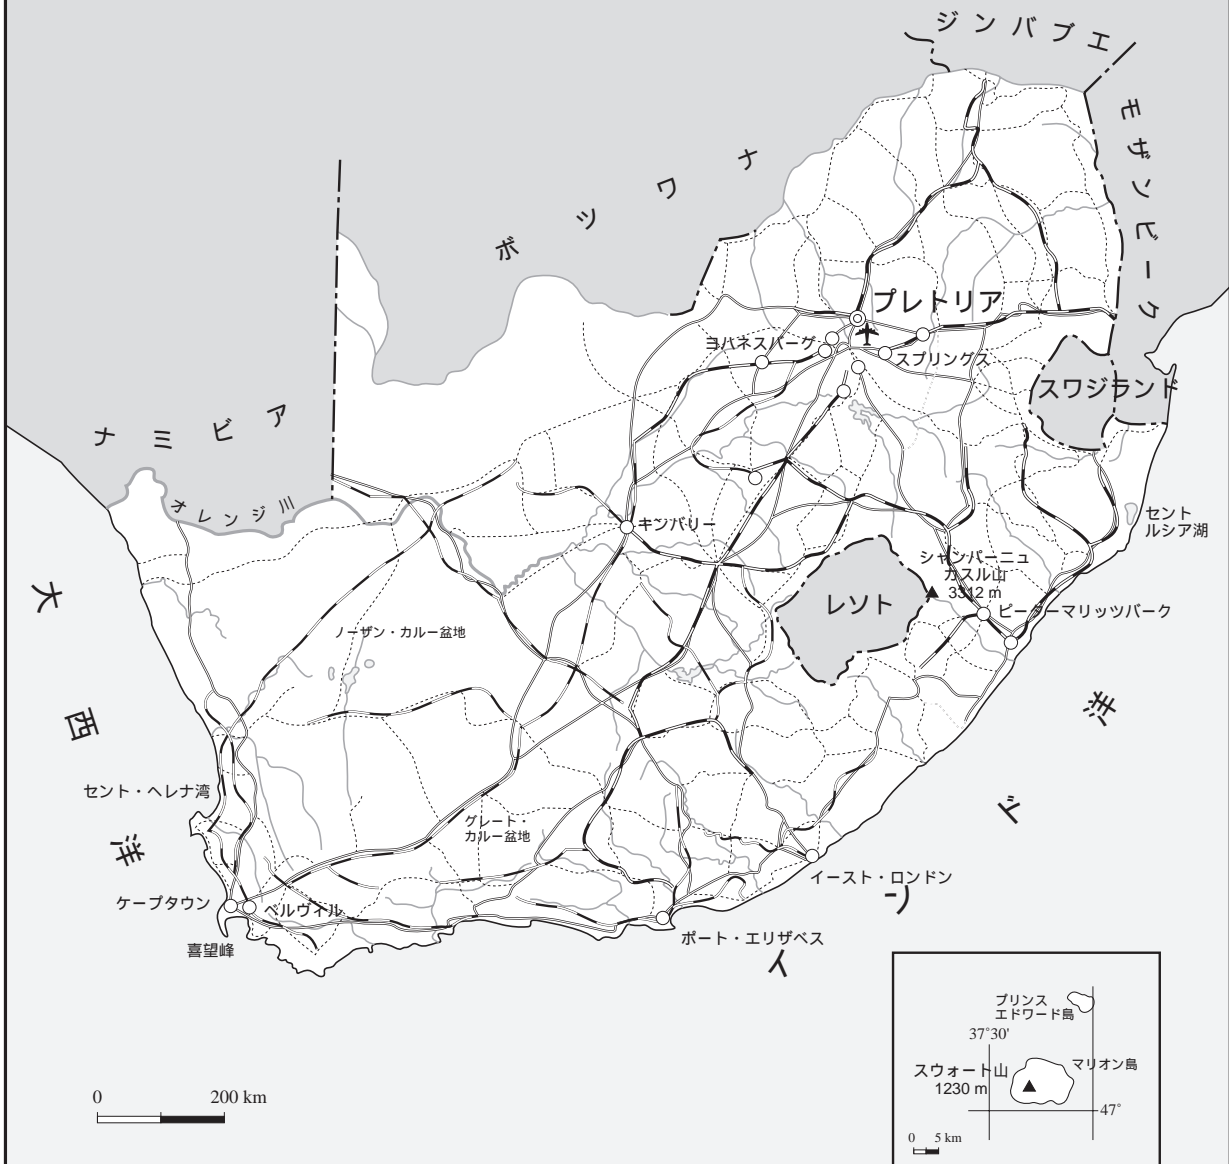 ジンバブエ
モザンビーク
ボツワナ
ナミビア
プレトリア
ヨハネスバーグ
スプリングス
スワジランド
オレンジ川
キンバリー
セント
ルシア湖
シャンパーニュ
カスル山
3312 m
レソト
ピーターマリッツバーク
ノーザン・カルー盆地
大西洋
インド洋
セント・ヘレナ湾
グレート・
カルー盆地
イースト・ロンドン
ケープタウン
ベルヴィル
喜望峰
ポート・エリザベス
プリンス
エドワード島
37°30'
マリオン島
スウォート山
1230 m
47°
0 5 km
0 200 km